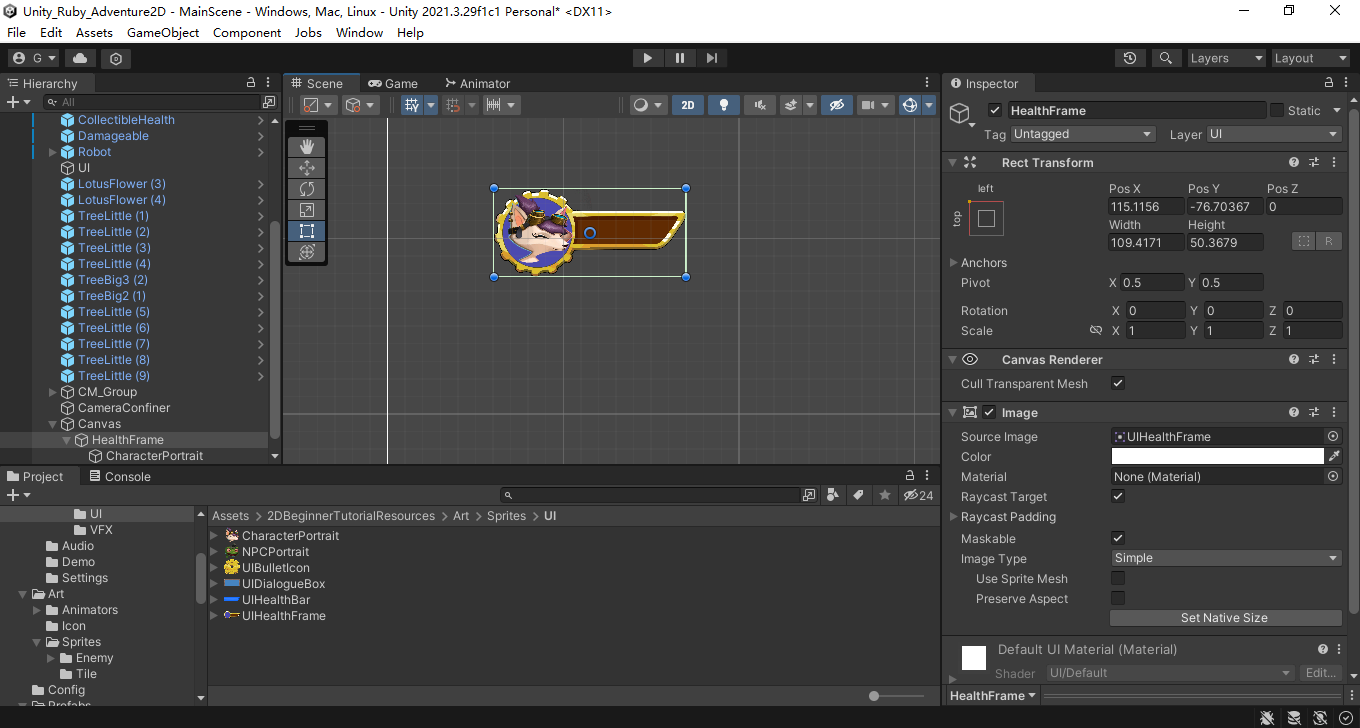 Unity_Ruby_Adventure2D - MainScene - Windows, Mac, Linux - Unity 2021.3.29f1c1 Personal* <DX11>
File Edit Assets GameObject Component Jobs Window Help
G Layers Layout
Hierarchy
All
CollectibleHealth
Damageable
Robot
UI
LotusFlower (3)
LotusFlower (4)
TreeLittle (1)
TreeLittle (2)
TreeLittle (3)
TreeLittle (4)
TreeBig3 (2)
TreeBig2 (1)
TreeLittle (5)
TreeLittle (6)
TreeLittle (7)
TreeLittle (8)
TreeLittle (9)
CM_Group
CameraConfiner
Canvas
HealthFrame
CharacterPortrait
Scene Game Animator
2D
Inspector
HealthFrame Static
Tag Untagged Layer UI
Rect Transform
left
top
Pos X Pos Y Pos Z
115.1156 -76.70367 0
Width Height
109.4171 50.3679 R
Anchors
Pivot X 0.5 Y 0.5
Rotation X 0 Y 0 Z 0
Scale X 1 Y 1 Z 1
Canvas Renderer
Cull Transparent Mesh
Image
Source Image UIHealthFrame
Color
Material None (Material)
Raycast Target
Raycast Padding
Maskable
Image Type Simple
Use Sprite Mesh
Preserve Aspect
Set Native Size
Default UI Material (Material)
Shader UI/Default Edit...
HealthFrame
Project Console
24
UI
VFX
Audio
Demo
Settings
Art
Animators
Icon
Sprites
Enemy
Tile
Config
Prefabs
Assets > 2DBeginnerTutorialResources > Art > Sprites > UI
CharacterPortrait
NPCPortrait
UIBulletIcon
UIDialogueBox
UIHealthBar
UIHealthFrame